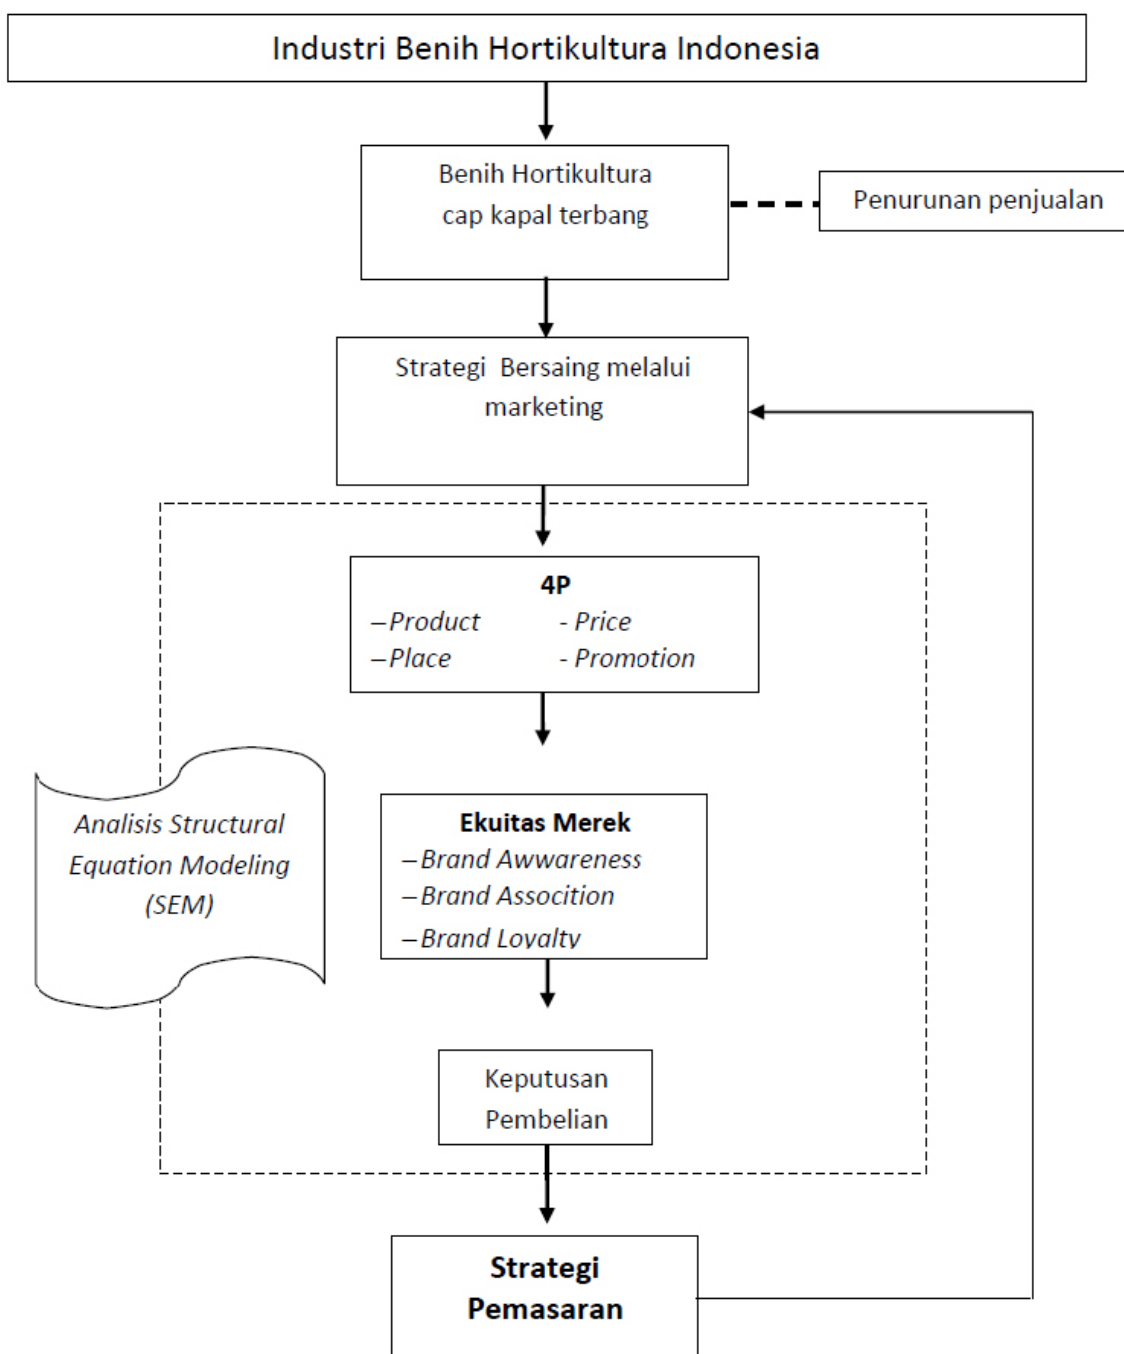 Industri Benih Hortikultura Indonesia
Benih Hortikultura
cap kapal terbang
Penurunan penjualan
Strategi Bersaing melalui
marketing
4P
–Product - Price
–Place - Promotion
Analisis Structural
Equation Modeling
(SEM)
Ekuitas Merek
–Brand Awwareness
–Brand Assocition
–Brand Loyalty
Keputusan
Pembelian
Strategi
Pemasaran